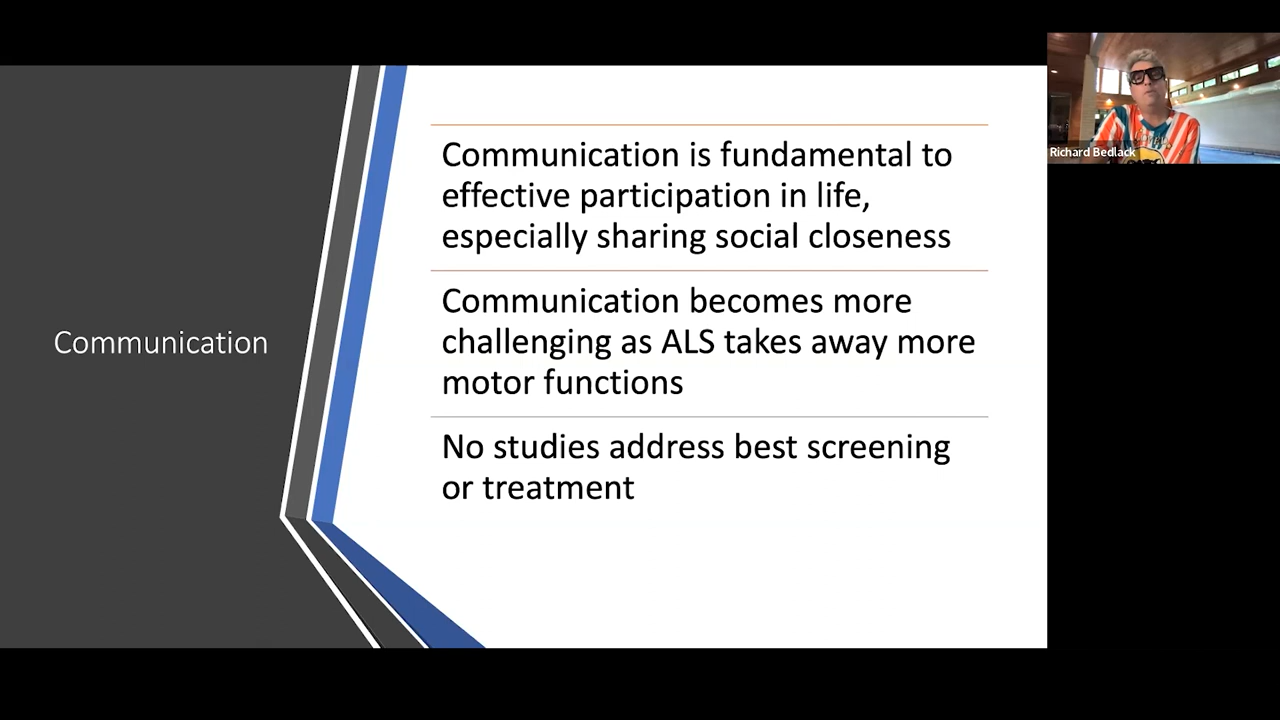 Communication
Communication is fundamental to
effective participation in life,
especially sharing social closeness
Communication becomes more
challenging as ALS takes away more
motor functions
No studies address best screening
or treatment
Richard Bedlack